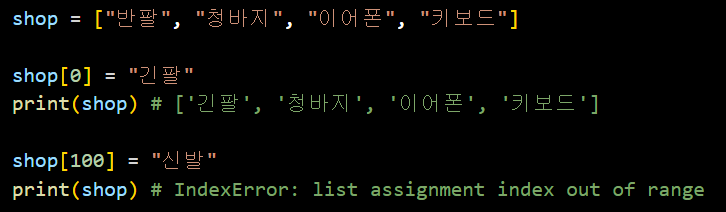 shop = ["반팔", "청바지", "이어폰", "키보드"]
shop[0] = "긴팔"
print(shop) # ['긴팔', '청바지', '이어폰', '키보드']
shop[100] = "신발"
print(shop) # IndexError: list assignment index out of range